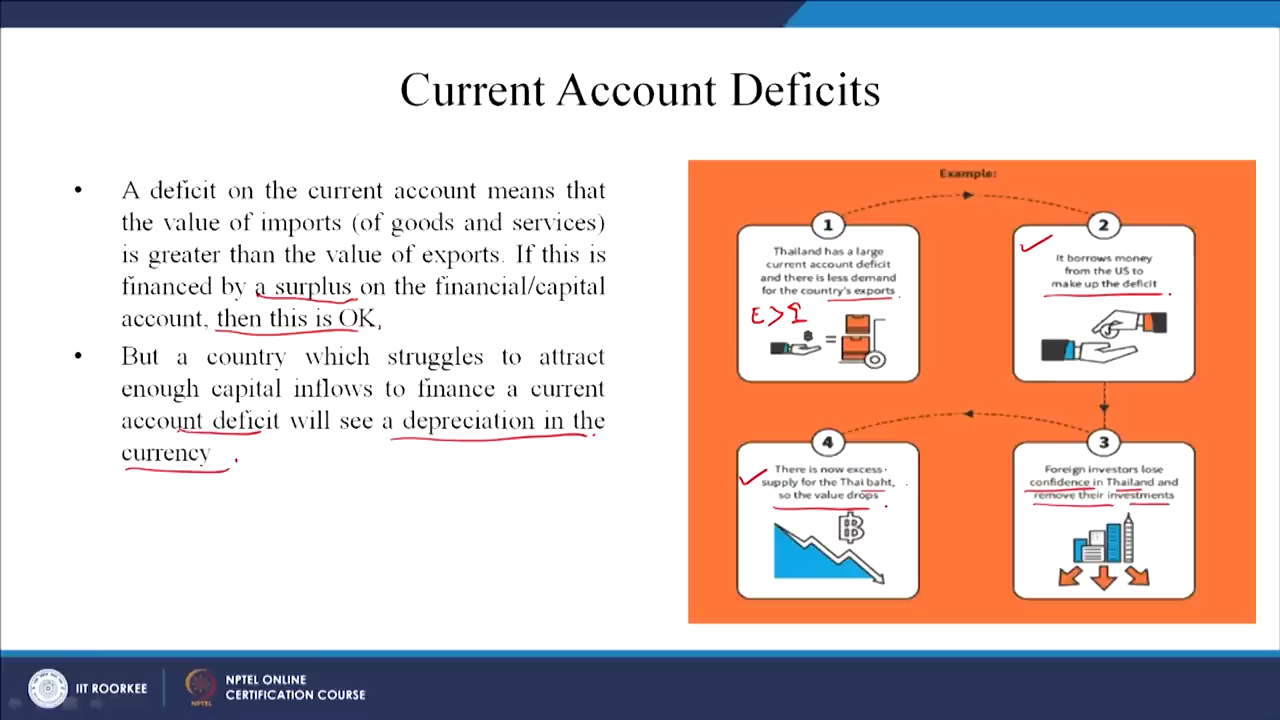 Current Account Deficits
• A deficit on the current account means that
the value of imports (of goods and services)
is greater than the value of exports. If this is
financed by a surplus on the financial/capital
account, then this is OK.
• But a country which struggles to attract
enough capital inflows to finance a current
account deficit will see a depreciation in the
currency
Example:
1
Thailand has a large
current account deficit
and there is less demand
for the country's exports
2
It borrows money
from the US to
make up the deficit
3
Foreign investors lose
confidence in Thailand and
remove their investments
4
There is now excess
supply for the Thai baht,
so the value drops
IIT ROORKEE
NPTEL
NPTEL ONLINE
CERTIFICATION COURSE